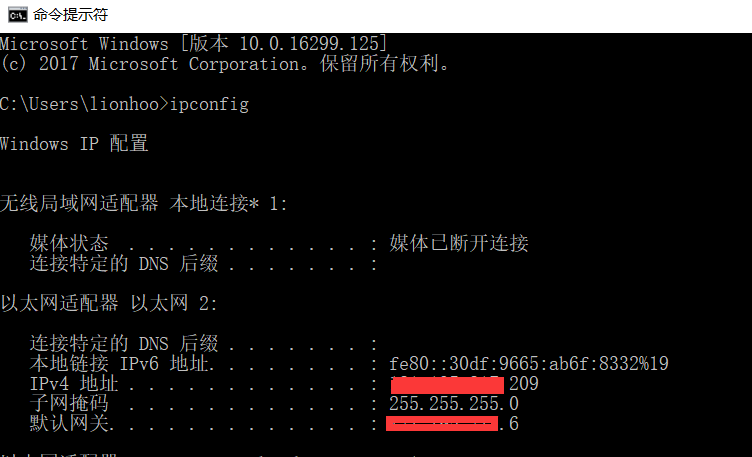 命令提示符
Microsoft Windows [版本 10.0.16299.125]
(c) 2017 Microsoft Corporation。保留所有权利。
C:\Users\lionhoo>ipconfig
Windows IP 配置
无线局域网适配器 本地连接* 1:
媒体状态 . . . . . . . . . . . . : 媒体已断开连接
连接特定的 DNS 后缀 . . . . . . . :
以太网适配器 以太网 2:
连接特定的 DNS 后缀 . . . . . . . :
本地链接 IPv6 地址. . . . . . . . : fe80::30df:9665:ab6f:8332%19
IPv4 地址 . . . . . . . . . . . . : .209
子网掩码 . . . . . . . . . . . . : 255.255.255.0
默认网关. . . . . . . . . . . . . : .6